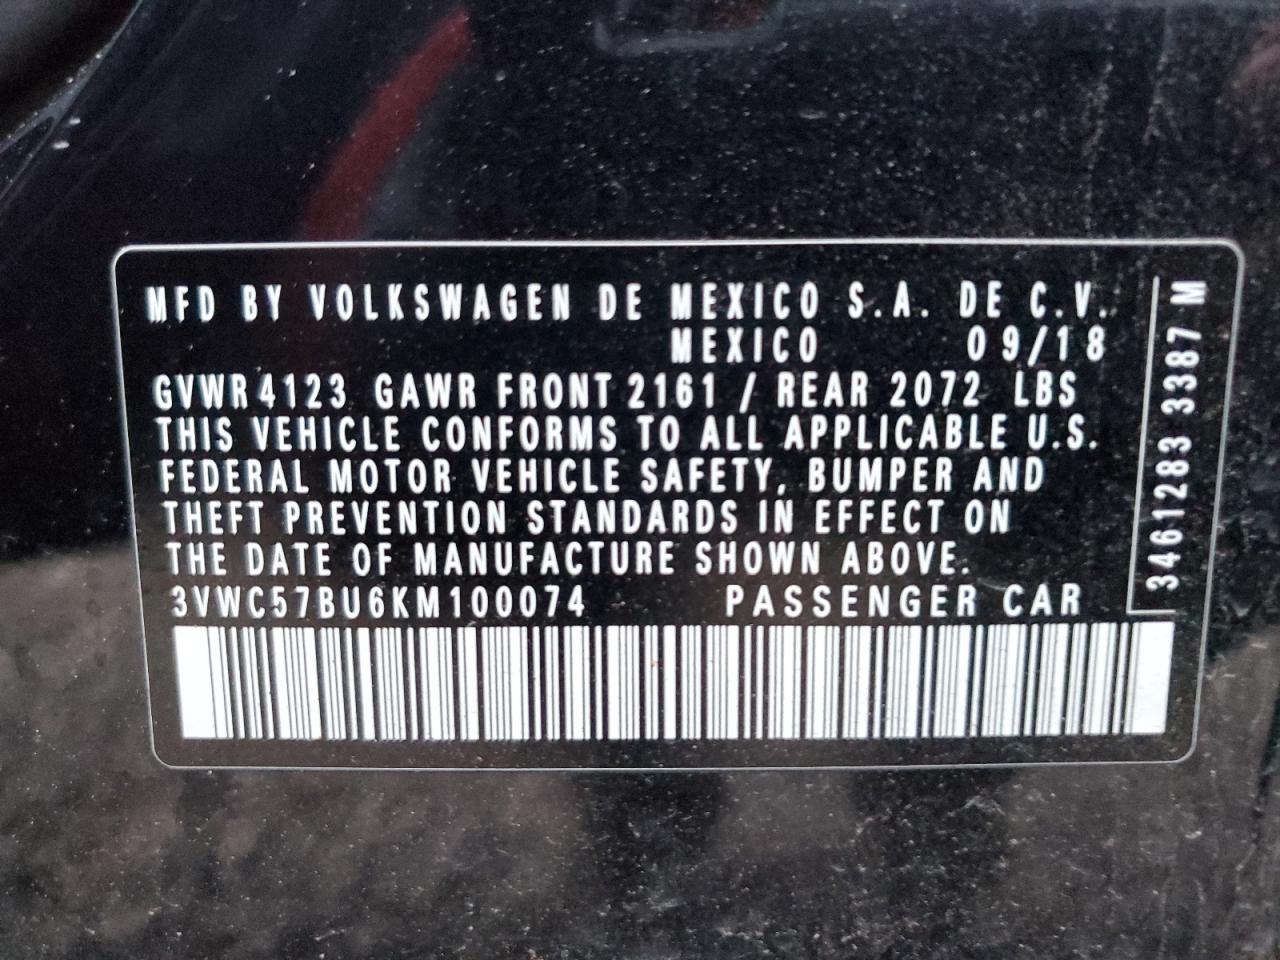 MFD BY VOLKSWAGEN DE MEXICO S.A. DE C.V.
MEXICO 09/18
GVWR 4123 GAWR FRONT 2161 / REAR 2072 LBS
THIS VEHICLE CONFORMS TO ALL APPLICABLE U.S.
FEDERAL MOTOR VEHICLE SAFETY, BUMPER AND
THEFT PREVENTION STANDARDS IN EFFECT ON
THE DATE OF MANUFACTURE SHOWN ABOVE.
3VWC57BU6KM100074 PASSENGER CAR
3461283 3387 M